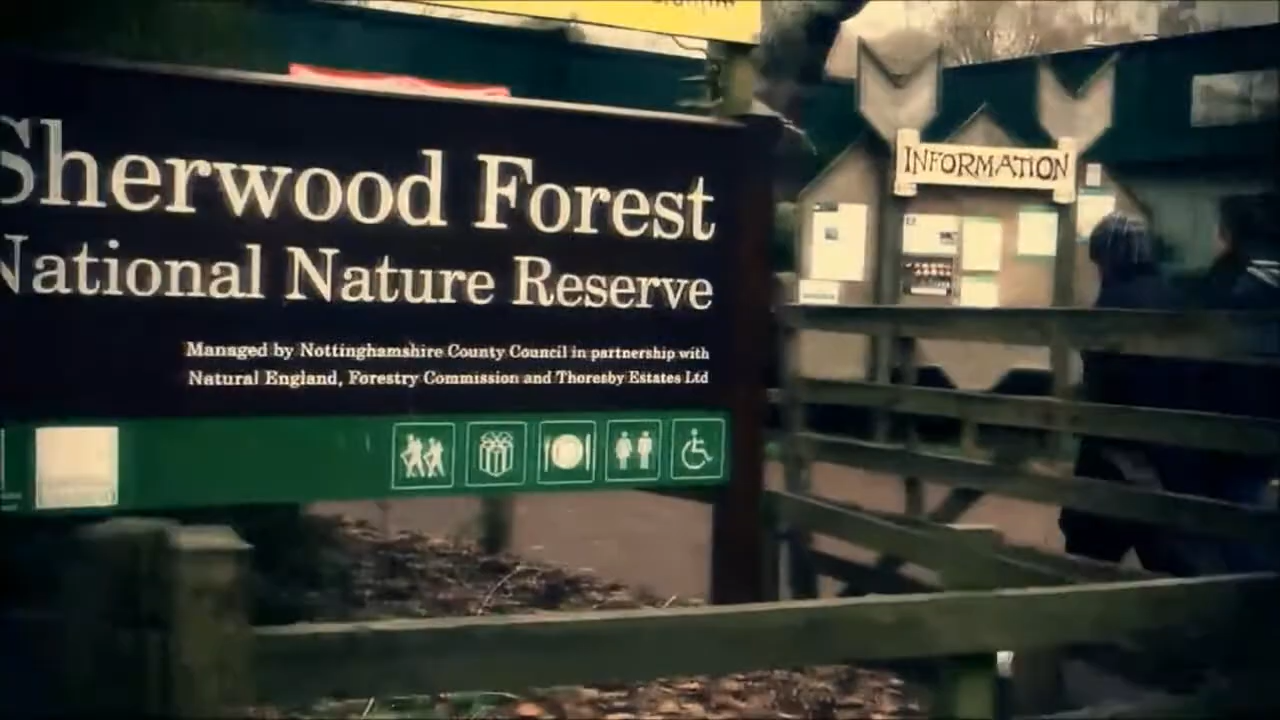 Sherwood Forest
National Nature Reserve
Managed by Nottinghamshire County Council in partnership with
Natural England, Forestry Commission and Thoresby Estates Ltd
INFORMATION